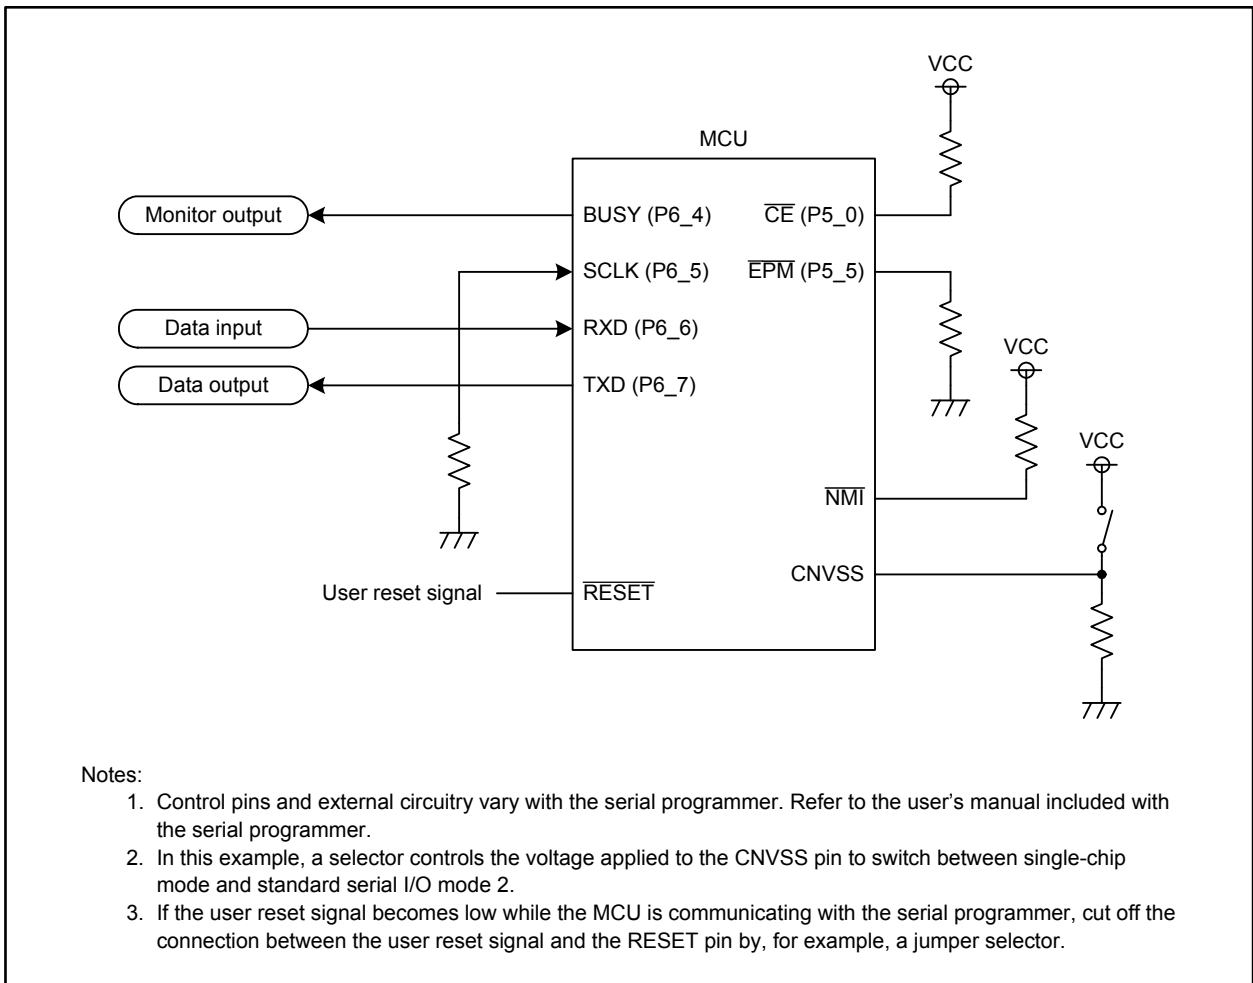 VCC
MCU
Monitor output
BUSY (P6_4)
CE (P5_0)
SCLK (P6_5)
EPM (P5_5)
Data input
RXD (P6_6)
VCC
Data output
TXD (P6_7)
VCC
NMI
CNVSS
User reset signal
RESET
Notes:
1. Control pins and external circuitry vary with the serial programmer. Refer to the user’s manual included with
the serial programmer.
2. In this example, a selector controls the voltage applied to the CNVSS pin to switch between single-chip
mode and standard serial I/O mode 2.
3. If the user reset signal becomes low while the MCU is communicating with the serial programmer, cut off the
connection between the user reset signal and the RESET pin by, for example, a jumper selector.